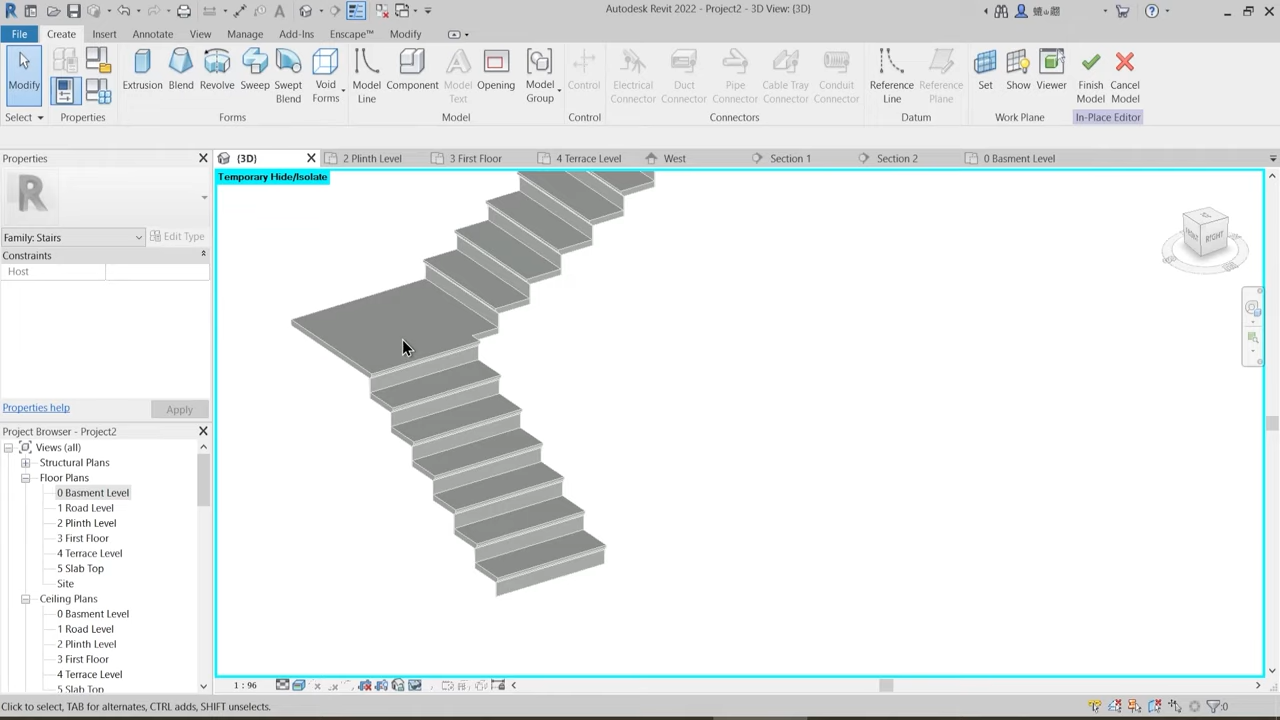 Autodesk Revit 2022 - Project2 - 3D View: {3D}
File Create Insert Annotate View Manage Add-Ins Enscape™ Modify
Modify
Extrusion Blend Revolve Sweep Swept Blend Void Forms
Model Line Component Model Text Opening Model Group
Control
Electrical Connector Duct Connector Pipe Connector Cable Tray Connector Conduit Connector
Reference Line Reference Plane
Set Show Viewer
Finish Model Cancel Model
Select Properties Forms Model Control Connectors Datum Work Plane In-Place Editor
Properties
{3D} 2 Plinth Level 3 First Floor 4 Terrace Level West Section 1 Section 2 0 Basment Level
Temporary Hide/Isolate
Family: Stairs Edit Type
Constraints
Host
Properties help Apply
Project Browser - Project2
Views (all)
Structural Plans
Floor Plans
0 Basment Level
1 Road Level
2 Plinth Level
3 First Floor
4 Terrace Level
5 Slab Top
Site
Ceiling Plans
0 Basment Level
1 Road Level
2 Plinth Level
3 First Floor
4 Terrace Level
5 Slab Top
RIGHT
1 : 96
Click to select, TAB for alternates, CTRL adds, SHIFT unselects.
:0